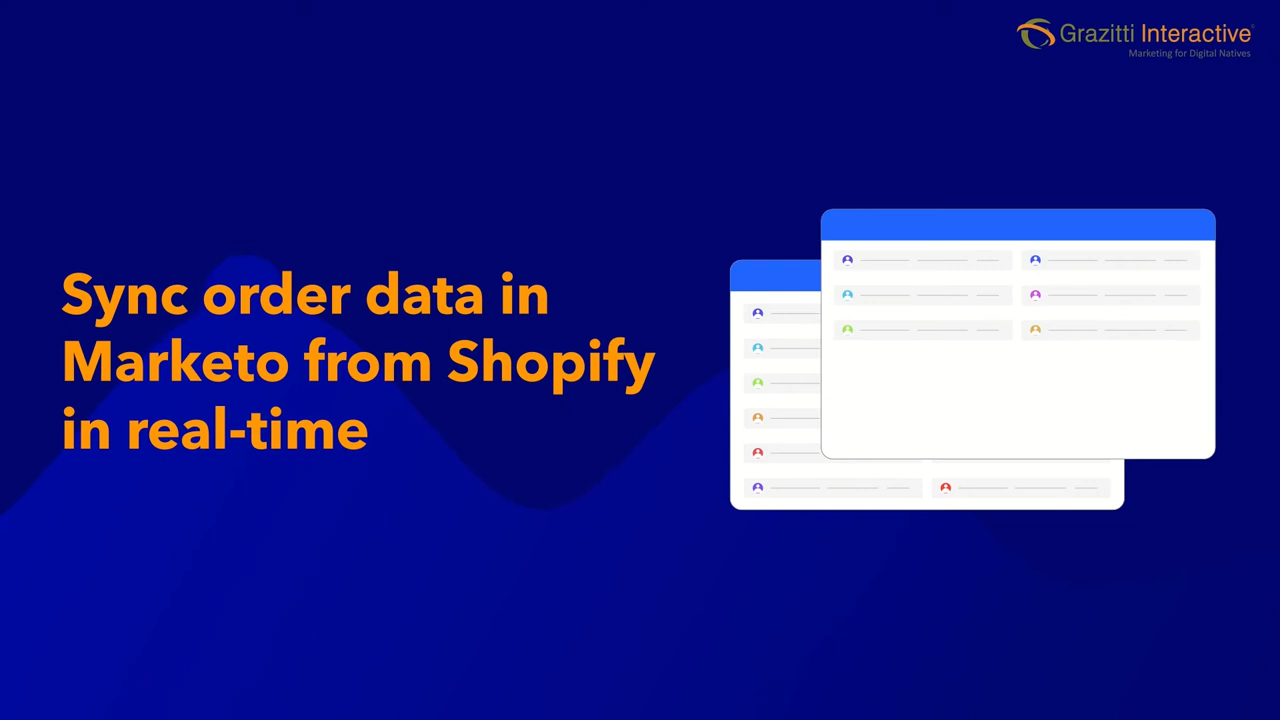 Grazitti Interactive
Marketing for Digital Natives
Sync order data in
Marketo from Shopify
in real-time